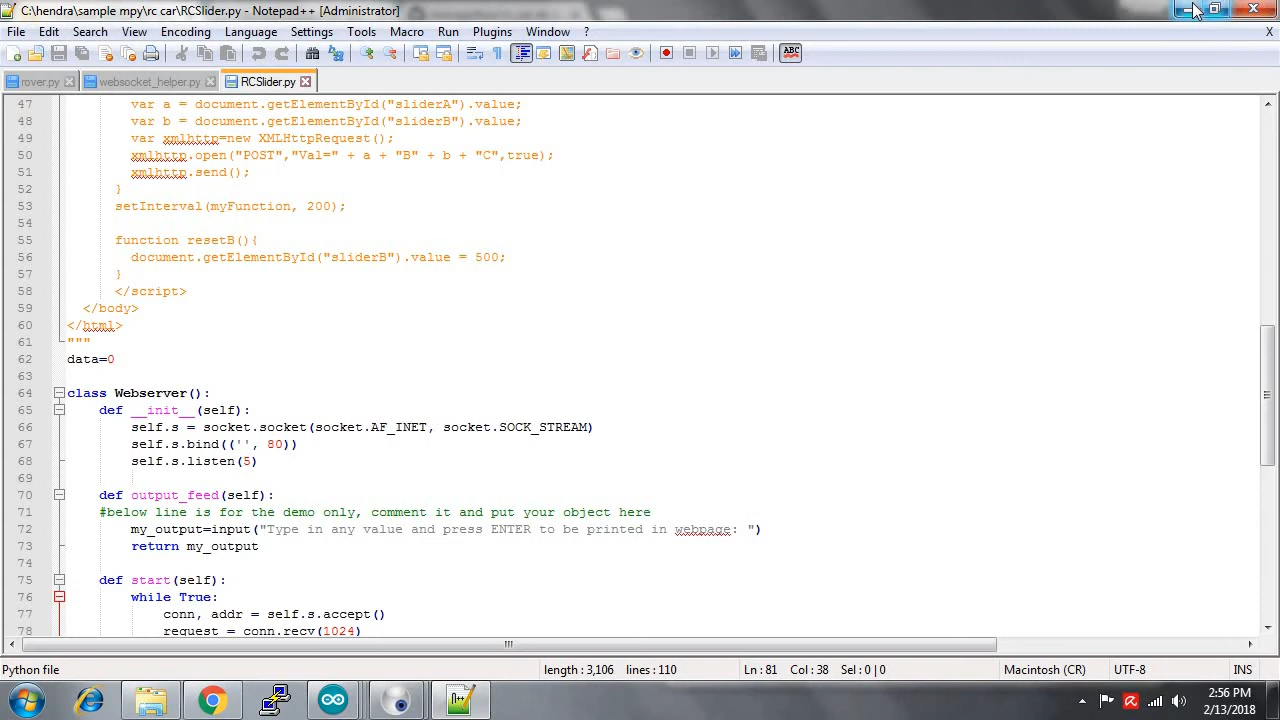 C:\hendra\sample mpy\rc car\RCSlider.py - Notepad++ [Administrator]
File Edit Search View Encoding Language Settings Tools Macro Run Plugins Window ? X
ABC
rover.py websocket_helper.py RCSlider.py
47 var a = document.getElementById("sliderA").value;
48 var b = document.getElementById("sliderB").value;
49 var xmlhttp=new XMLHttpRequest();
50 xmlhttp.open("POST","Val=" + a + "B" + b + "C",true);
51 xmlhttp.send();
52 }
53 setInterval(myFunction, 200);
54
55 function resetB(){
56 document.getElementById("sliderB").value = 500;
57 }
58 </script>
59 </body>
60 </html>
61 """
62 data=0
63
64 class Webserver():
65 def __init__(self):
66 self.s = socket.socket(socket.AF_INET, socket.SOCK_STREAM)
67 self.s.bind(('', 80))
68 self.s.listen(5)
69
70 def output_feed(self):
71 #below line is for the demo only, comment it and put your object here
72 my_output=input("Type in any value and press ENTER to be printed in webpage: ")
73 return my_output
74
75 def start(self):
76 while True:
77 conn, addr = self.s.accept()
78 request = conn.recv(1024)
Python file length : 3,106 lines : 110 Ln : 81 Col : 38 Sel : 0 | 0 Macintosh (CR) UTF-8 INS
2:56 PM
2/13/2018